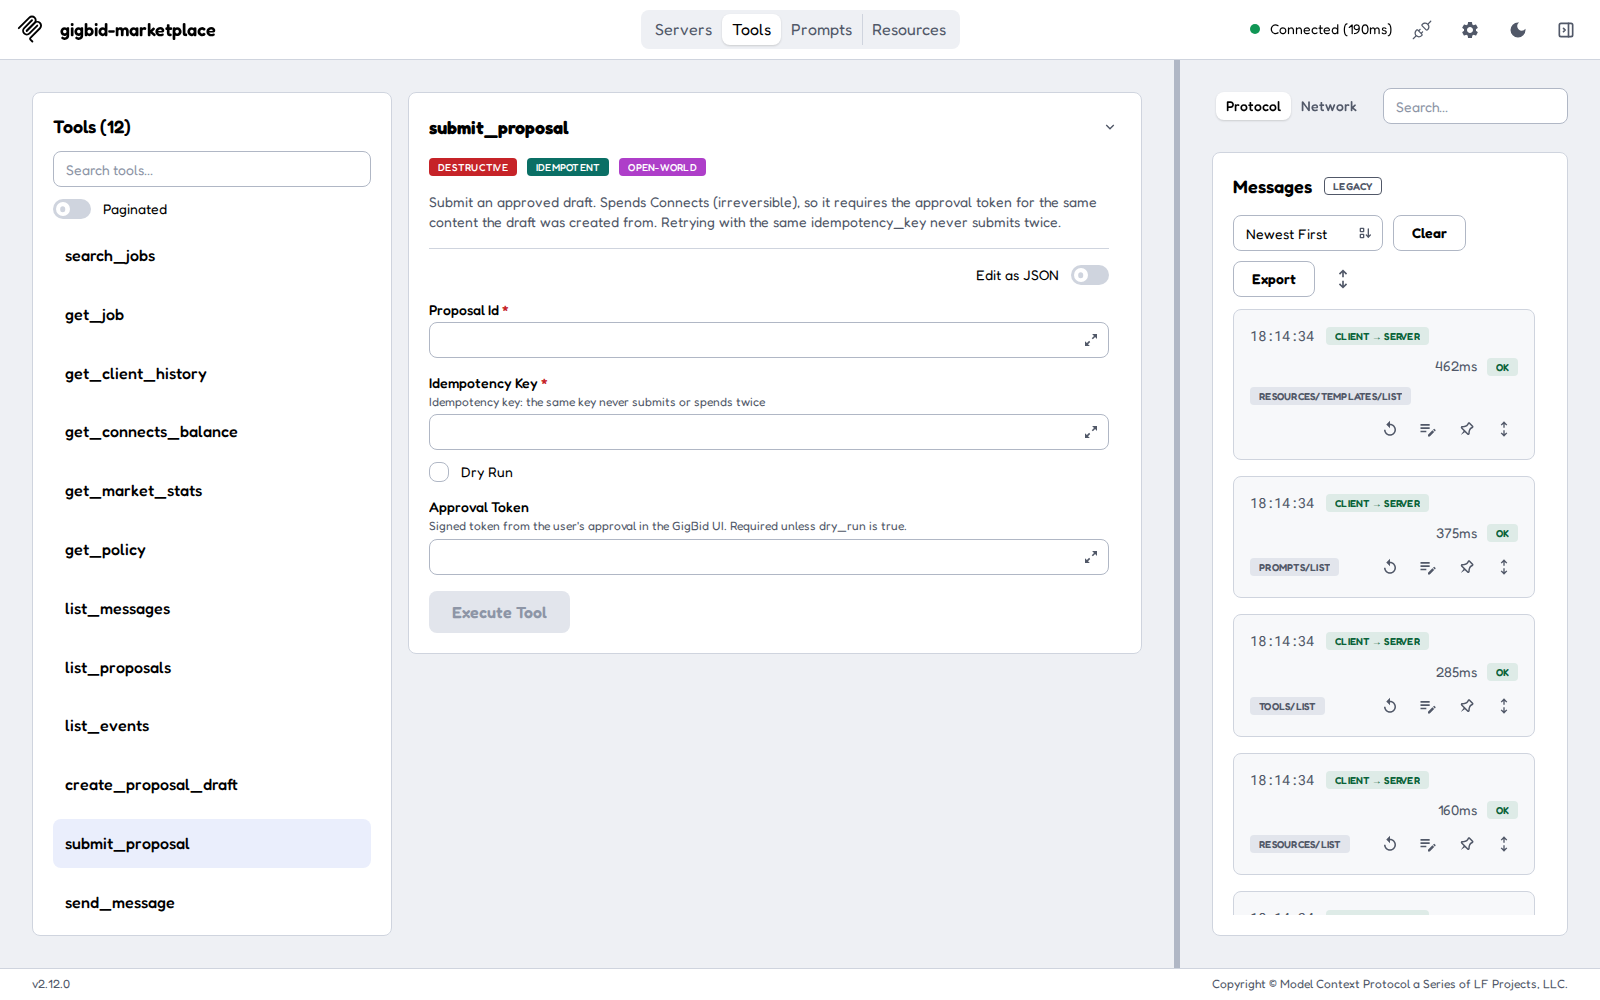 gigbid-marketplace
Servers
Tools
Prompts
Resources
Connected (190ms)
Tools (12)
Search tools...
Paginated
search_jobs
get_job
get_client_history
get_connects_balance
get_market_stats
get_policy
list_messages
list_proposals
list_events
create_proposal_draft
submit_proposal
send_message
submit_proposal
DESTRUCTIVE
IDEMPOTENT
OPEN-WORLD
Submit an approved draft. Spends Connects (irreversible), so it requires the approval token for the same
content the draft was created from. Retrying with the same idempotency_key never submits twice.
Edit as JSON
Proposal Id *
Idempotency Key *
Idempotency key: the same key never submits or spends twice
Dry Run
Approval Token
Signed token from the user's approval in the GigBid UI. Required unless dry_run is true.
Execute Tool
Protocol
Network
Search...
Messages
LEGACY
Newest First
Clear
Export
18:14:34
CLIENT → SERVER
462ms
OK
RESOURCES/TEMPLATES/LIST
18:14:34
CLIENT → SERVER
375ms
OK
PROMPTS/LIST
18:14:34
CLIENT → SERVER
285ms
OK
TOOLS/LIST
18:14:34
CLIENT → SERVER
160ms
OK
RESOURCES/LIST
v2.12.0
Copyright © Model Context Protocol a Series of LF Projects, LLC.